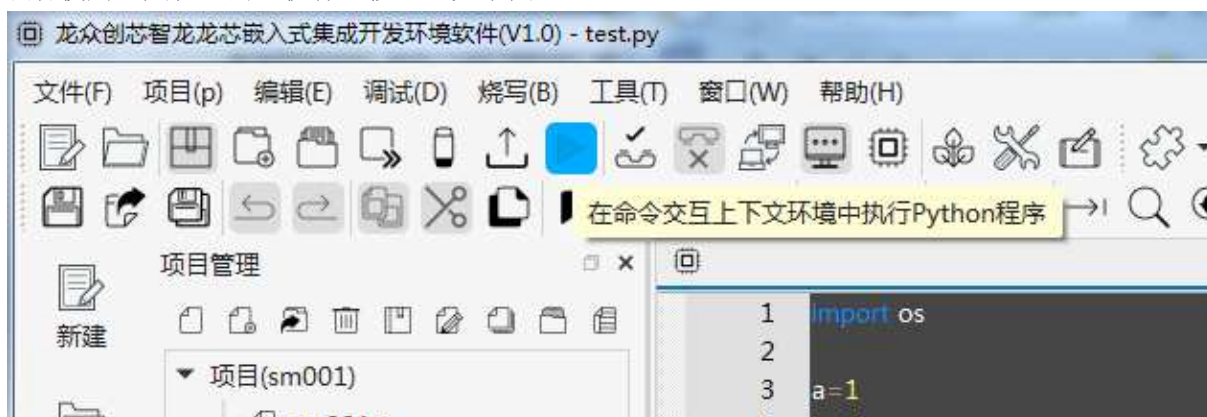 龙众创芯智龙龙芯嵌入式集成开发环境软件(V1.0) - test.py
文件(F) 项目(p) 编辑(E) 调试(D) 烧写(B) 工具(T) 窗口(W) 帮助(H)
在命令交互上下文环境中执行Python程序
项目管理
新建
项目(sm001)
1 import os
2
3 a=1